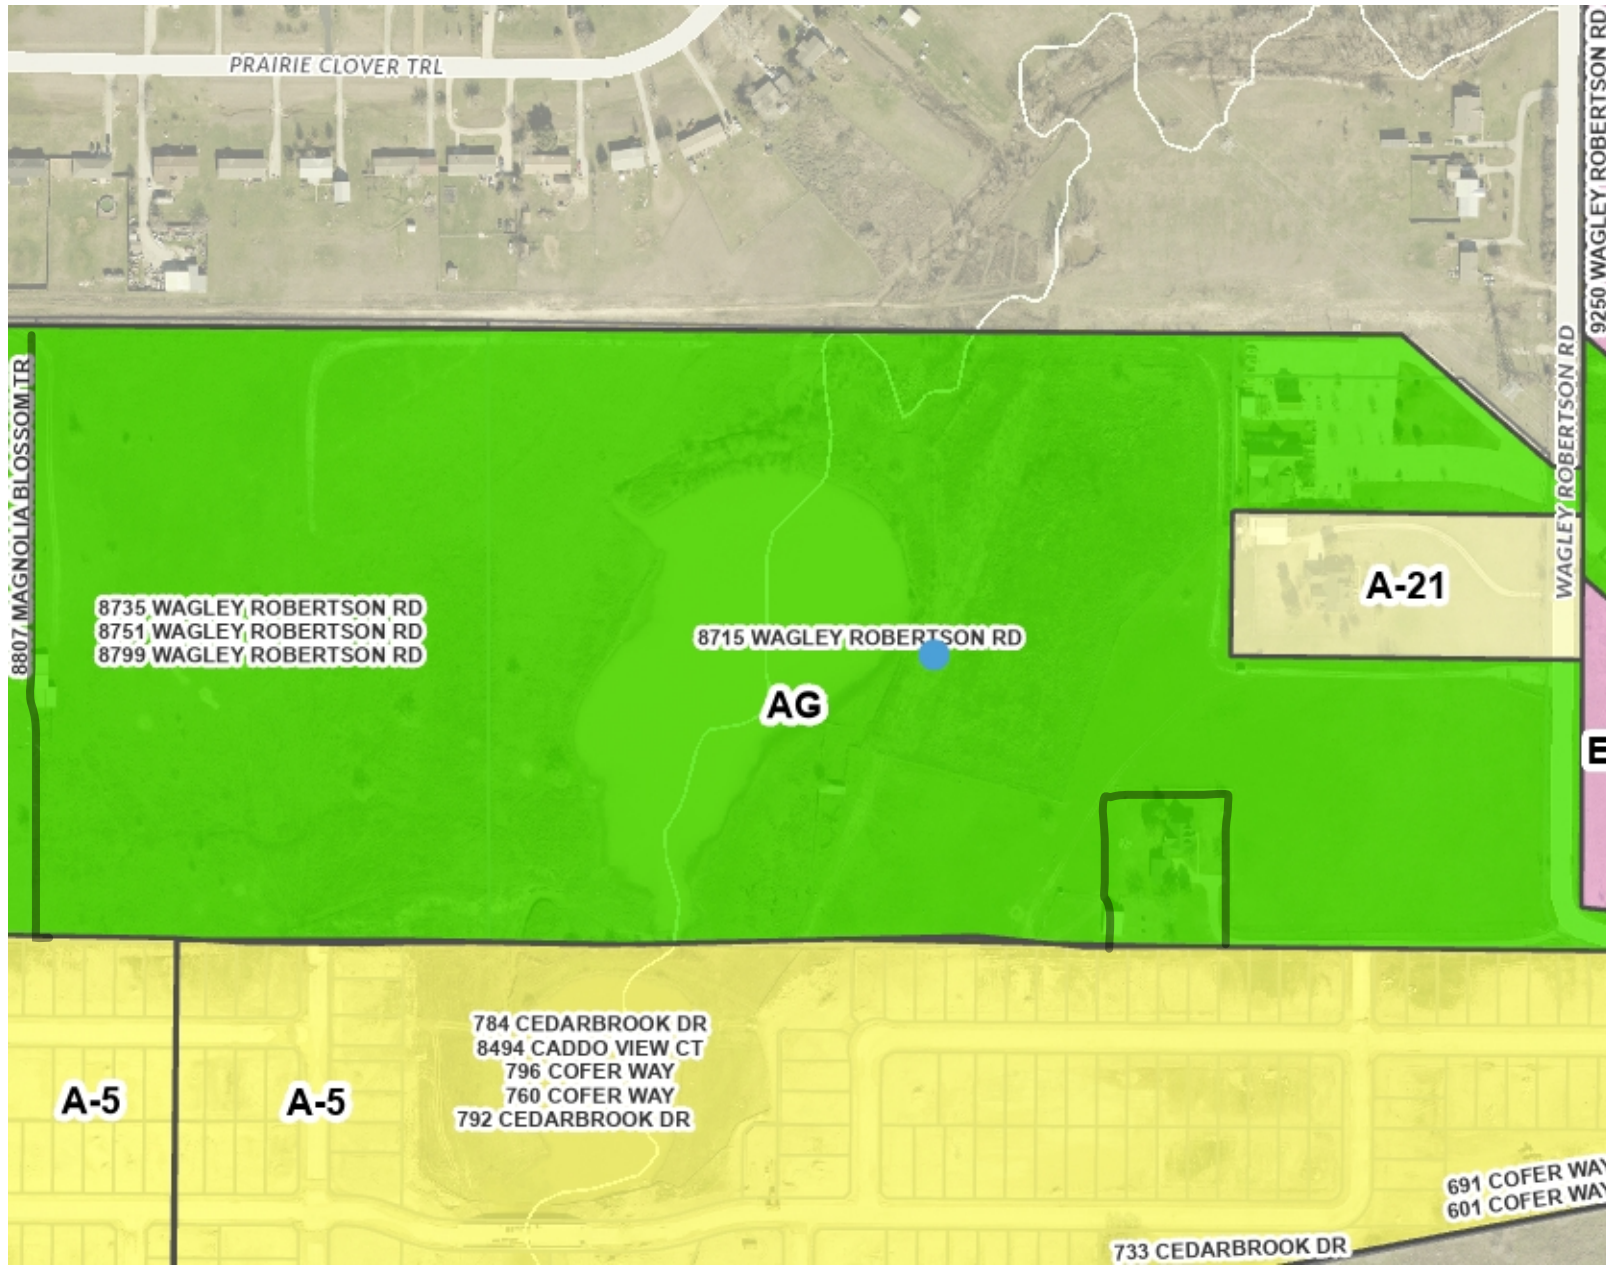 PRAIRIE CLOVER TRL
9250 WAGLEY ROBERTSON RD
WAGLEY ROBERTSON RD
8807 MAGNOLIA BLOSSOM TR
A-21
8735 WAGLEY ROBERTSON RD
8751 WAGLEY ROBERTSON RD
8799 WAGLEY ROBERTSON RD
8715 WAGLEY ROBERTSON RD
AG
E
784 CEDARBROOK DR
8494 CADDO VIEW CT
796 COFER WAY
760 COFER WAY
792 CEDARBROOK DR
A-5
A-5
691 COFER WAY
601 COFER WAY
733 CEDARBROOK DR